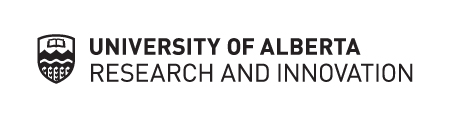 UNIVERSITY OF ALBERTA
RESEARCH AND INNOVATION